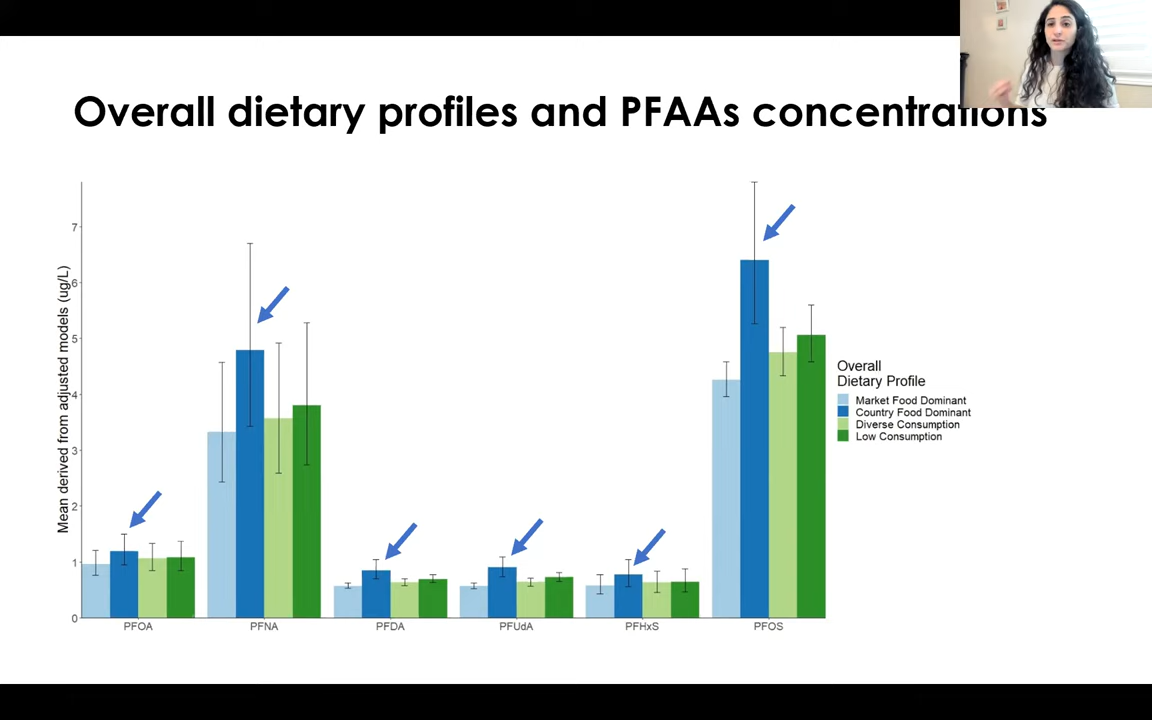 Overall dietary profiles and PFAAs concentrations
Mean derived from adjusted models (ug/L)
7
6
5
4
3
2
1
0
PFOA
PFNA
PFDA
PFUdA
PFHxS
PFOS
Overall
Dietary Profile
Market Food Dominant
Country Food Dominant
Diverse Consumption
Low Consumption